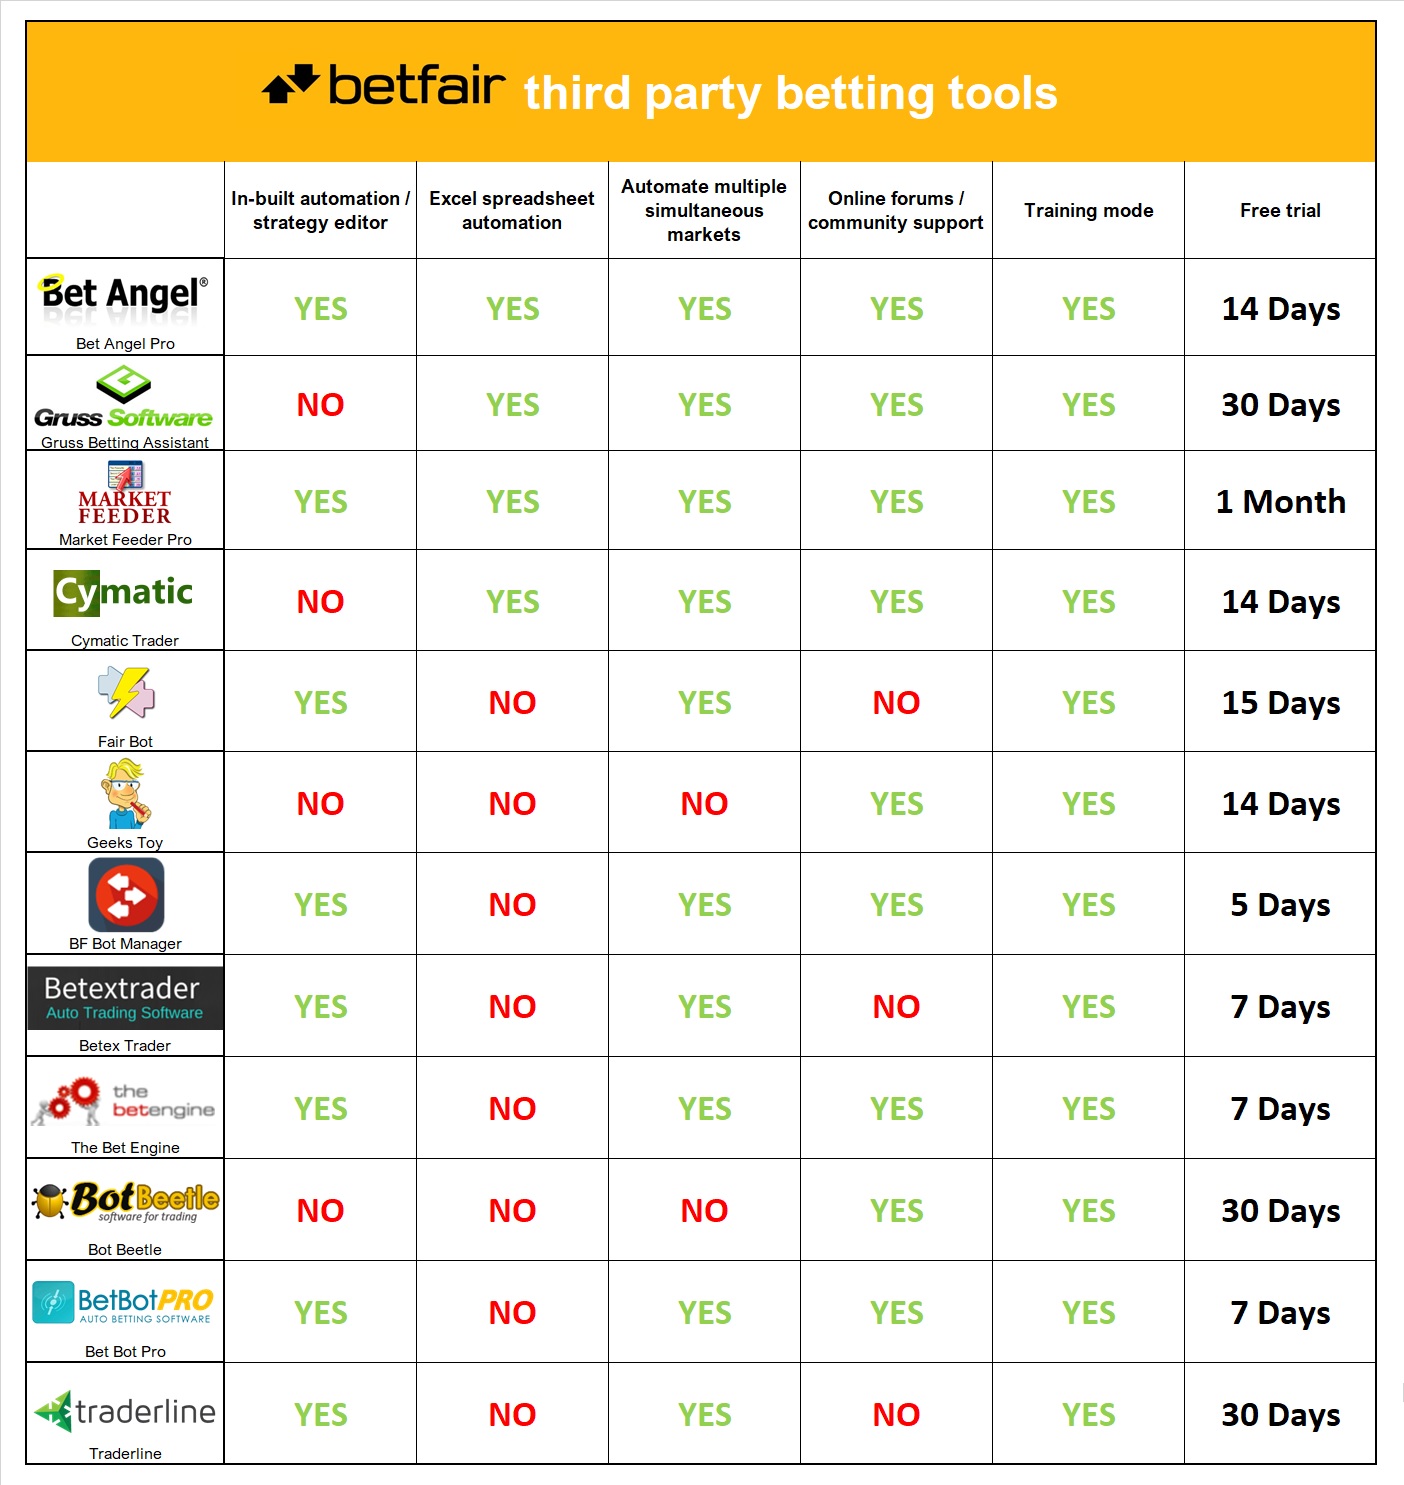 betfair third party betting tools
In-built automation / strategy editor
Excel spreadsheet automation
Automate multiple simultaneous markets
Online forums / community support
Training mode
Free trial
Bet Angel®
Bet Angel Pro
YES YES YES YES YES 14 Days
Gruss Software
Gruss Betting Assistant
NO YES YES YES YES 30 Days
MARKET
FEEDER
Market Feeder Pro
YES YES YES YES YES 1 Month
Cymatic
Cymatic Trader
NO YES YES YES YES 14 Days
Fair Bot
YES NO YES NO YES 15 Days
Geeks Toy
NO NO NO YES YES 14 Days
BF Bot Manager
YES NO YES YES YES 5 Days
Betextrader
Auto Trading Software
Betex Trader
YES NO YES NO YES 7 Days
the
betengine
The Bet Engine
YES NO YES YES YES 7 Days
BotBeetle
software for trading
Bot Beetle
NO NO NO YES YES 30 Days
BetBotPRO
AUTO BETTING SOFTWARE
Bet Bot Pro
YES NO YES YES YES 7 Days
traderline
Traderline
YES NO YES NO YES 30 Days